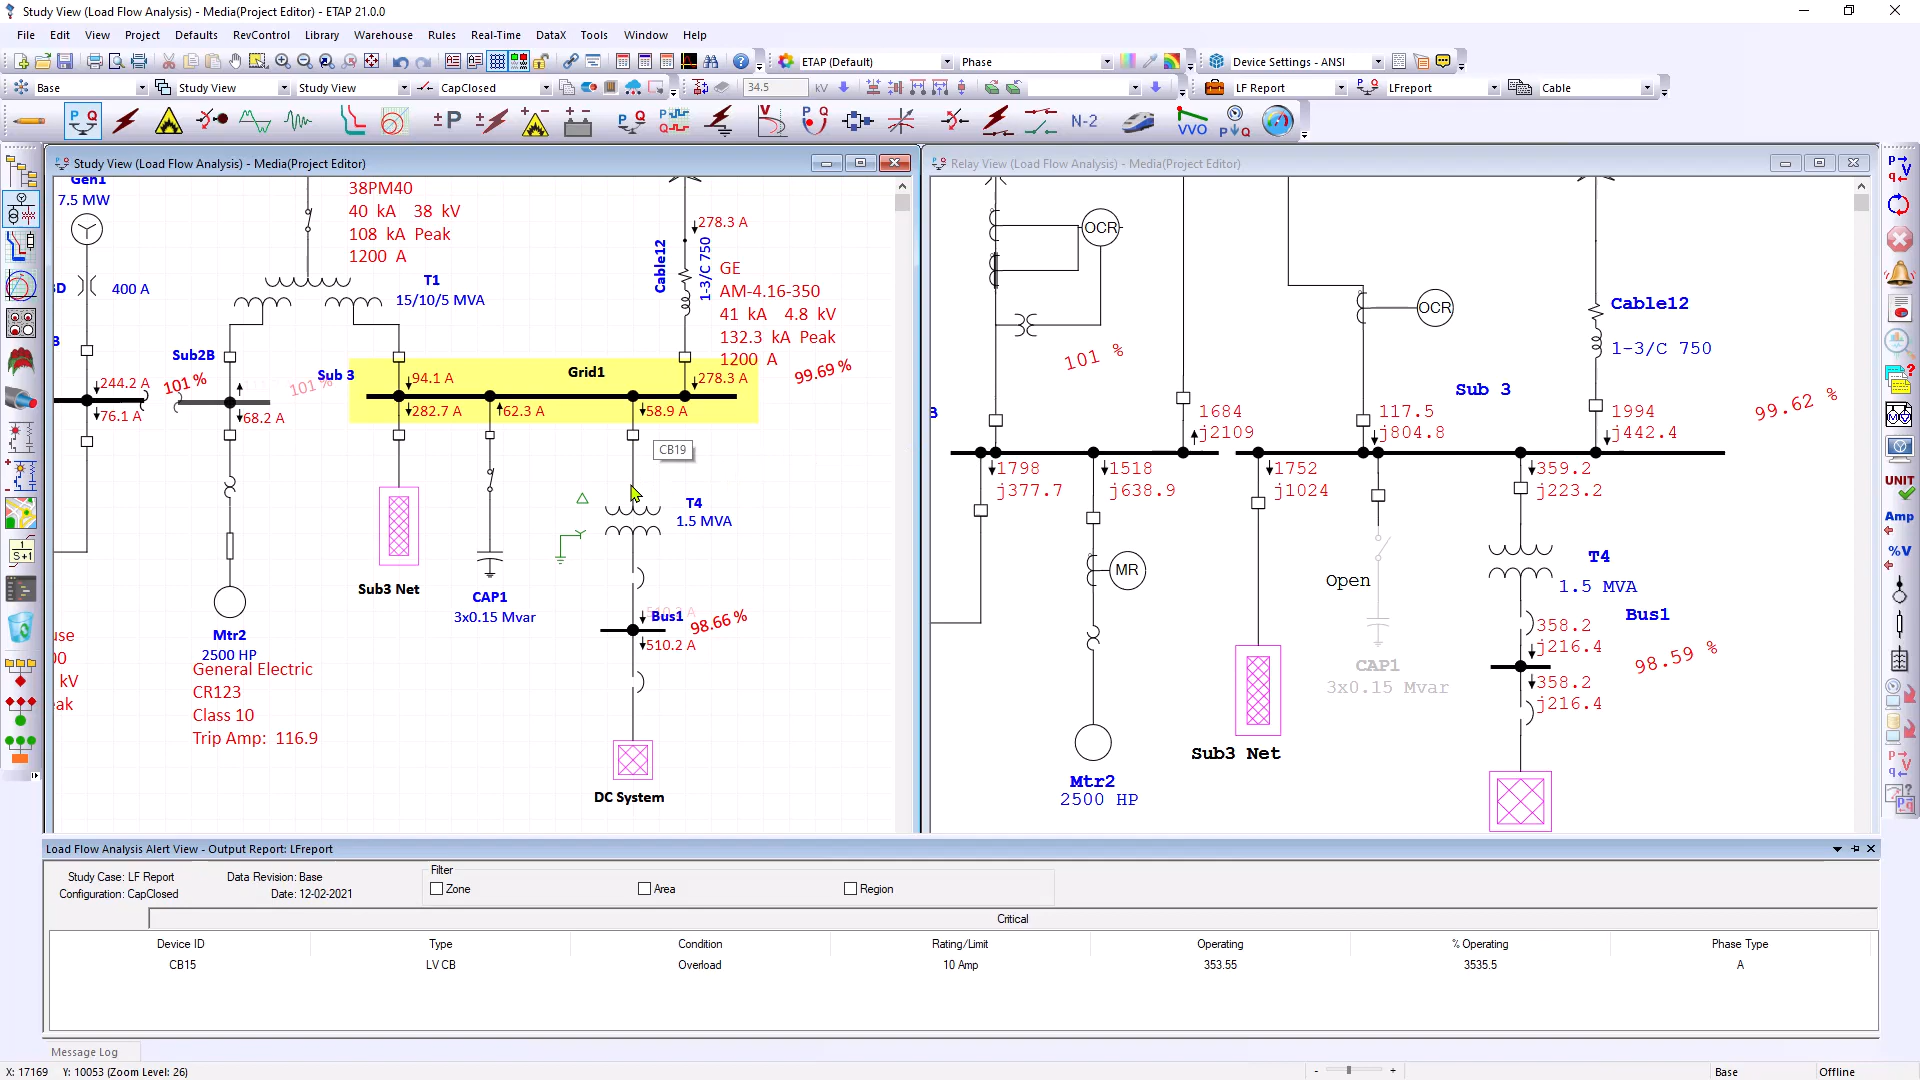 Study View (Load Flow Analysis) - Media(Project Editor) - ETAP 21.0.0
File Edit View Project Defaults RevControl Library Warehouse Rules Real-Time DataX Tools Window Help
ETAP (Default) Phase Device Settings - ANSI
Base Study View Study View CapClosed 34.5 kV LF Report LFreport Cable
N-2 VVO
Study View (Load Flow Analysis) - Media(Project Editor)
Gen1
7.5 MW
400 A
244.2 A
76.1 A
101 %
Sub2B
68.2 A
101 %
38PM40
40 kA 38 kV
108 kA Peak
1200 A
T1
15/10/5 MVA
Sub 3
Grid1
94.1 A
282.7 A
62.3 A
58.9 A
278.3 A
278.3 A
Cable12
1-3/C 750
GE
AM-4.16-350
41 kA 4.8 kV
132.3 kA Peak
1200 A
99.69 %
CB19
T4
1.5 MVA
Sub3 Net
CAP1
3x0.15 Mvar
510.2 A
Bus1
98.66 %
510.2 A
DC System
Mtr2
2500 HP
General Electric
CR123
Class 10
Trip Amp: 116.9
kV
Relay View (Load Flow Analysis) - Media(Project Editor)
OCR
OCR
101 %
Cable12
1-3/C 750
Sub 3
99.62 %
1684
j2109
117.5
j804.8
1994
j442.4
1798
j377.7
1518
j638.9
1752
j1024
359.2
j223.2
MR
Open
CAP1
3x0.15 Mvar
T4
1.5 MVA
Bus1
358.2
j216.4
98.59 %
358.2
j216.4
Sub3 Net
Mtr2
2500 HP
UNIT
Amp
%V
Load Flow Analysis Alert View - Output Report: LFreport
Study Case: LF Report Data Revision: Base
Configuration: CapClosed Date: 12-02-2021
Filter
Zone Area Region
Critical
Device ID Type Condition Rating/Limit Operating % Operating Phase Type
CB15 LV CB Overload 10 Amp 353.55 3535.5 A
Message Log
X: 17169 Y: 10053 (Zoom Level: 26) - + Base Offline